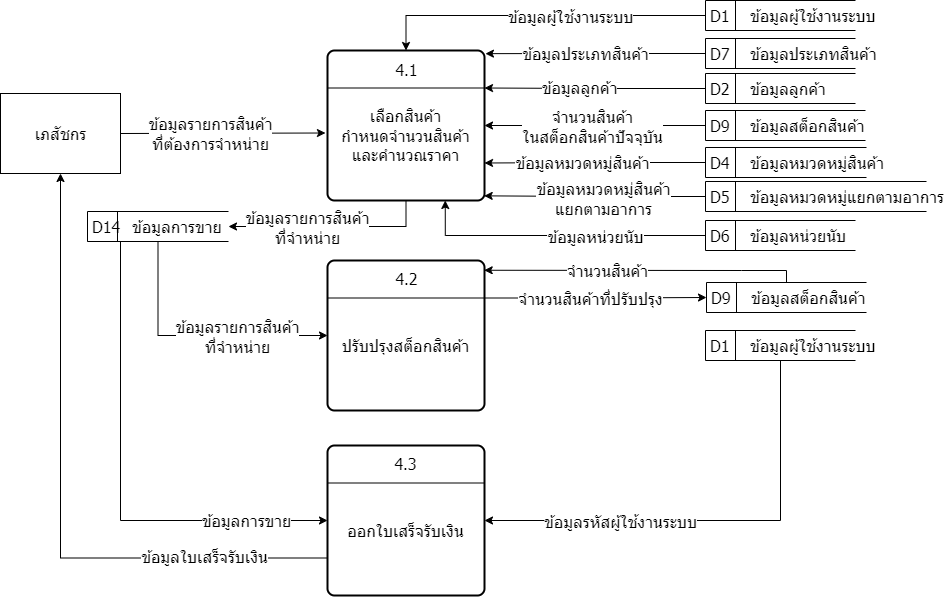 ข้อมูลผู้ใช้งานระบบ
D1 ข้อมูลผู้ใช้งานระบบ
ข้อมูลประเภทสินค้า
D7 ข้อมูลประเภทสินค้า
4.1
ข้อมูลลูกค้า
D2 ข้อมูลลูกค้า
เภสัชกร
ข้อมูลรายการสินค้า
ที่ต้องการจำหน่าย
เลือกสินค้า
กำหนดจำนวนสินค้า
และคำนวณราคา
จำนวนสินค้า
ในสต็อกสินค้าปัจจุบัน
D9 ข้อมูลสต็อกสินค้า
ข้อมูลหมวดหมู่สินค้า
D4 ข้อมูลหมวดหมู่สินค้า
ข้อมูลหมวดหมู่สินค้า
แยกตามอาการ
D5 ข้อมูลหมวดหมู่แยกตามอาการ
D14 ข้อมูลการขาย
ข้อมูลรายการสินค้า
ที่จำหน่าย
ข้อมูลหน่วยนับ
D6 ข้อมูลหน่วยนับ
4.2
จำนวนสินค้า
จำนวนสินค้าที่ปรับปรุง
D9 ข้อมูลสต็อกสินค้า
ข้อมูลรายการสินค้า
ที่จำหน่าย
ปรับปรุงสต็อกสินค้า
D1 ข้อมูลผู้ใช้งานระบบ
4.3
ข้อมูลการขาย
ออกใบเสร็จรับเงิน
ข้อมูลรหัสผู้ใช้งานระบบ
ข้อมูลใบเสร็จรับเงิน